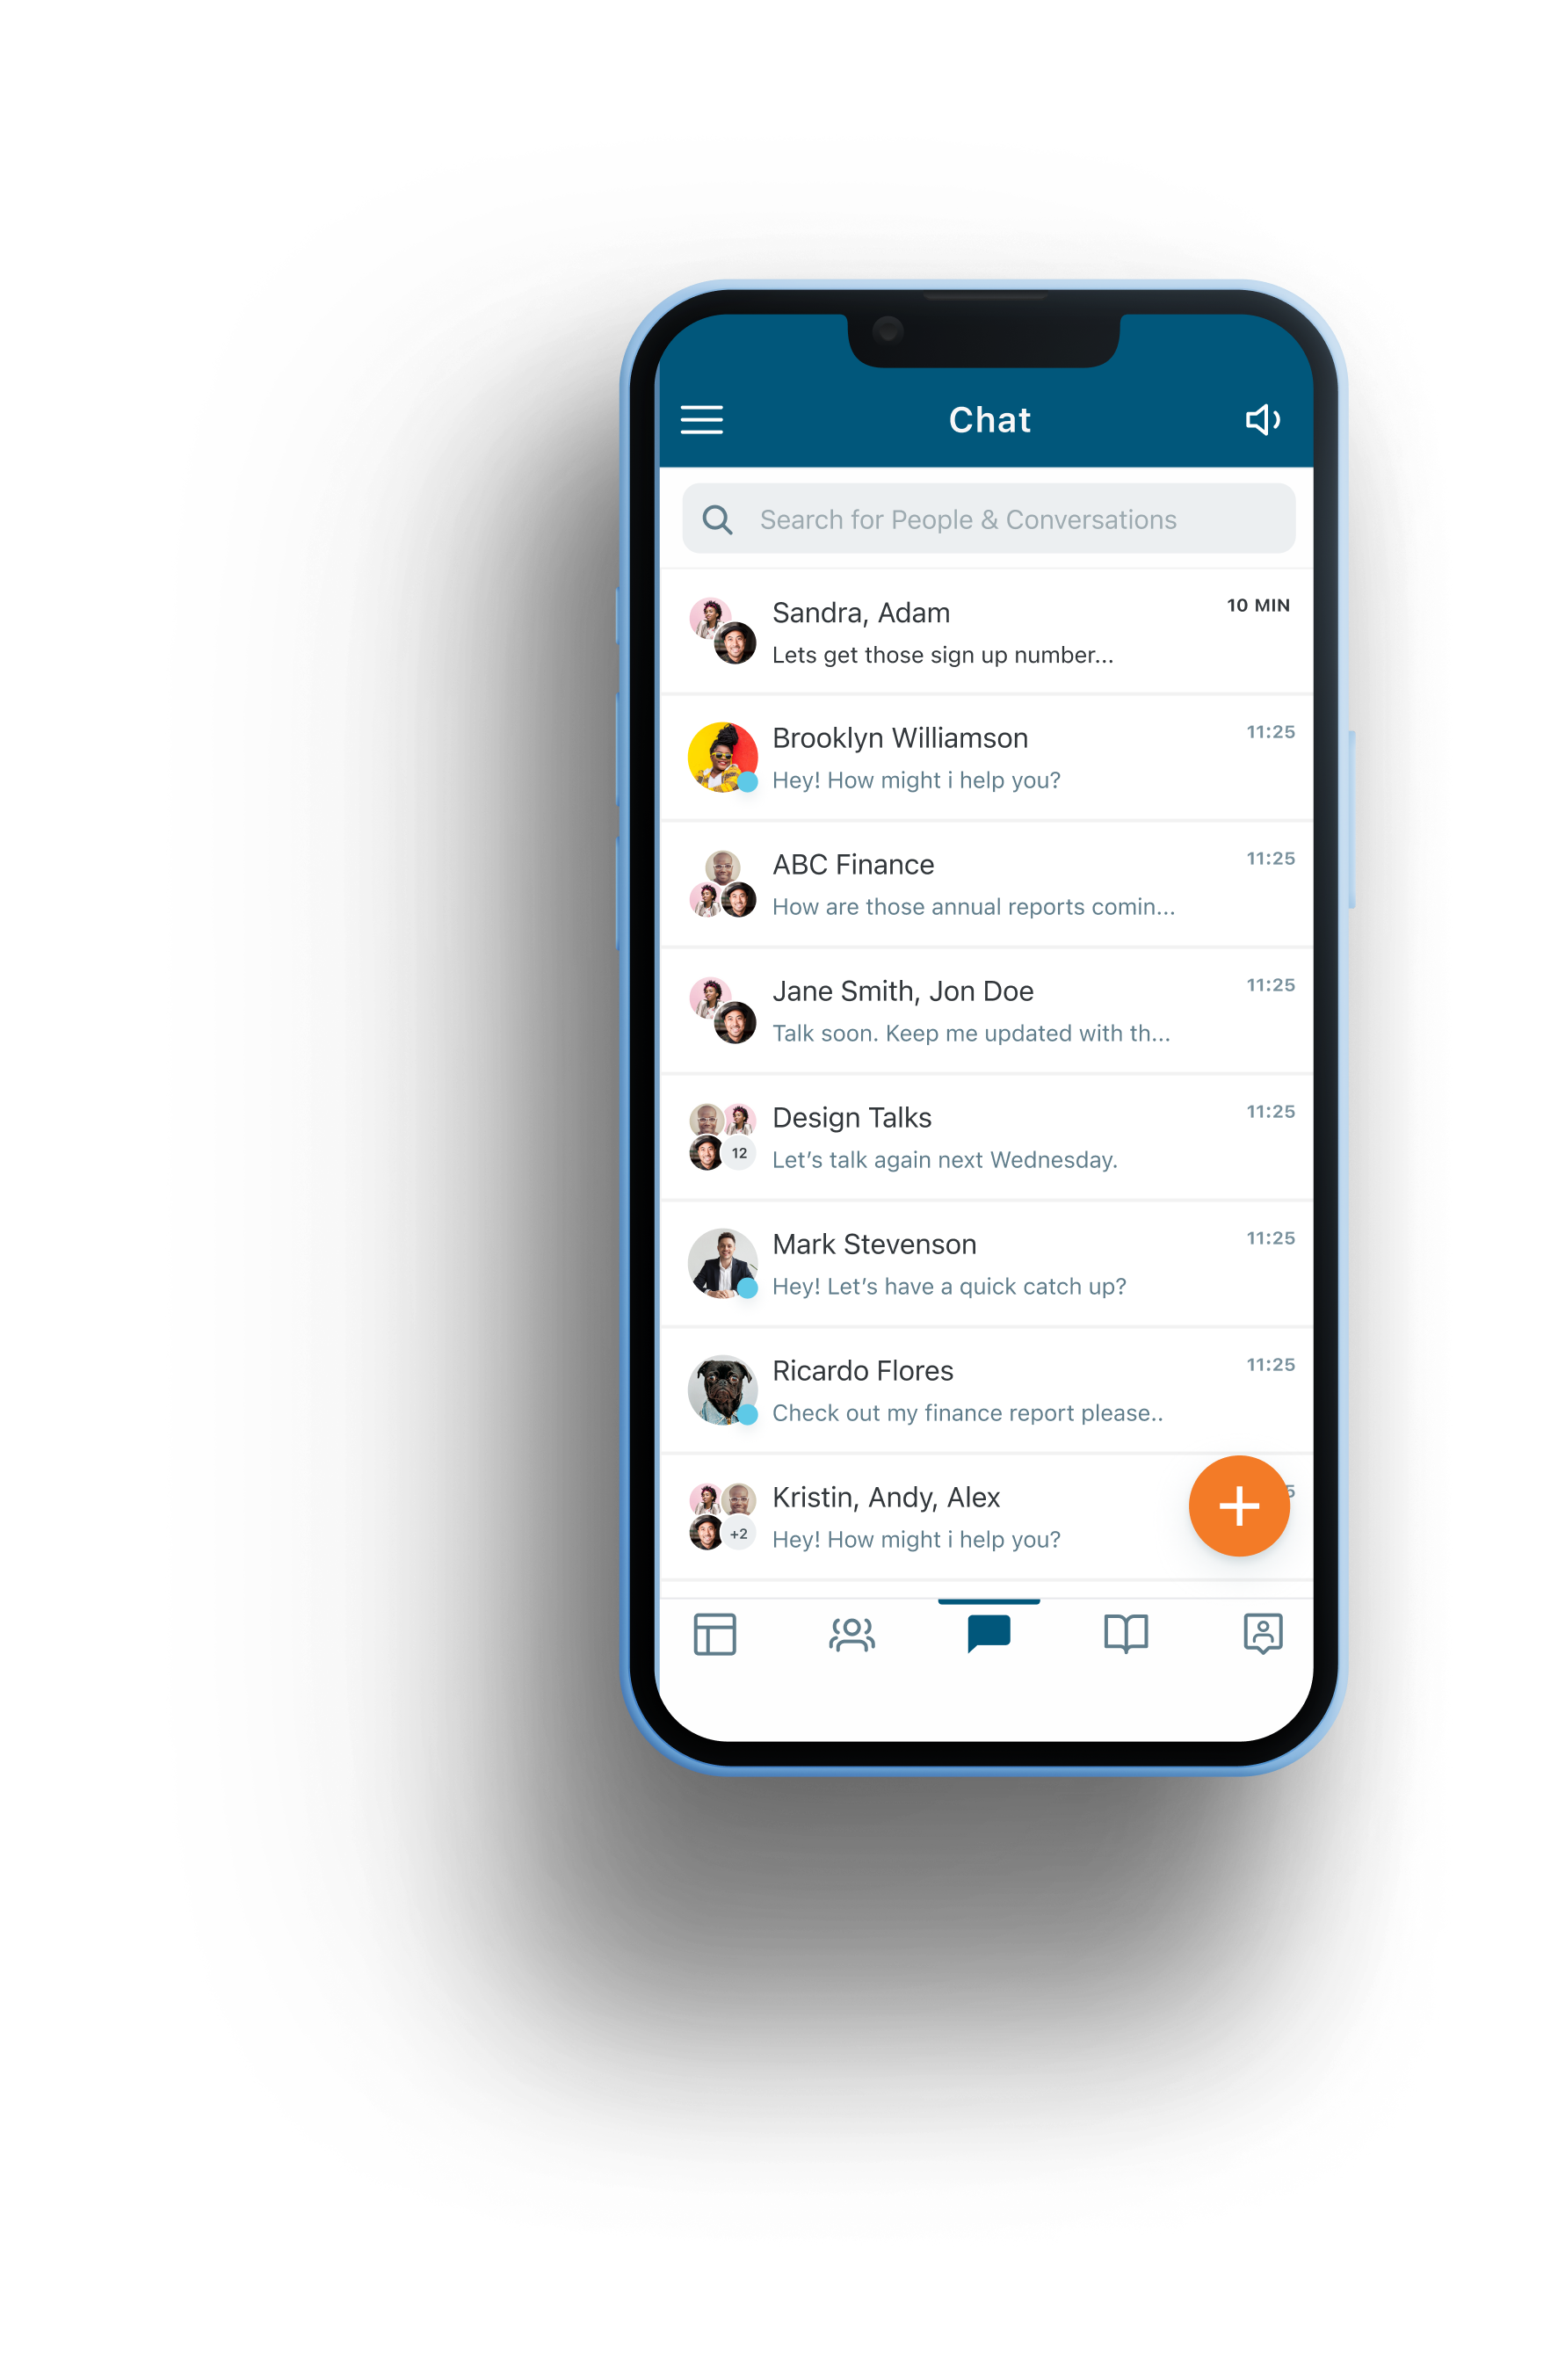 Chat
Search for People & Conversations
Sandra, Adam
10 MIN
Lets get those sign up number...
Brooklyn Williamson
11:25
Hey! How might i help you?
ABC Finance
11:25
How are those annual reports comin...
Jane Smith, Jon Doe
11:25
Talk soon. Keep me updated with th...
Design Talks
11:25
12
Let’s talk again next Wednesday.
Mark Stevenson
11:25
Hey! Let’s have a quick catch up?
Ricardo Flores
11:25
Check out my finance report please..
Kristin, Andy, Alex
+2
Hey! How might i help you?